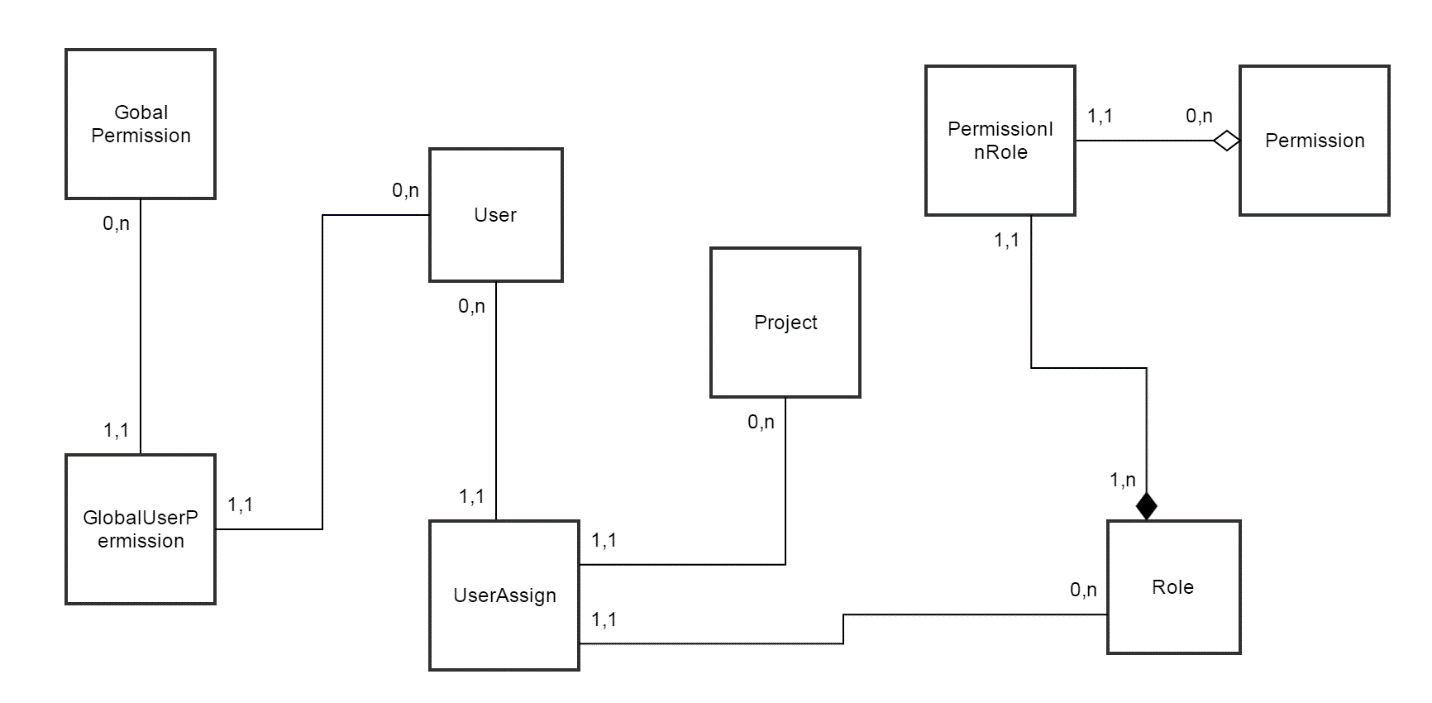 Gobal
Permission
0,n
1,1
GlobalUserP
ermission
1,1
0,n
User
0,n
1,1
UserAssign
1,1
1,1
Project
0,n
PermissionI
nRole
1,1
0,n
Permission
1,1
1,n
0,n
Role